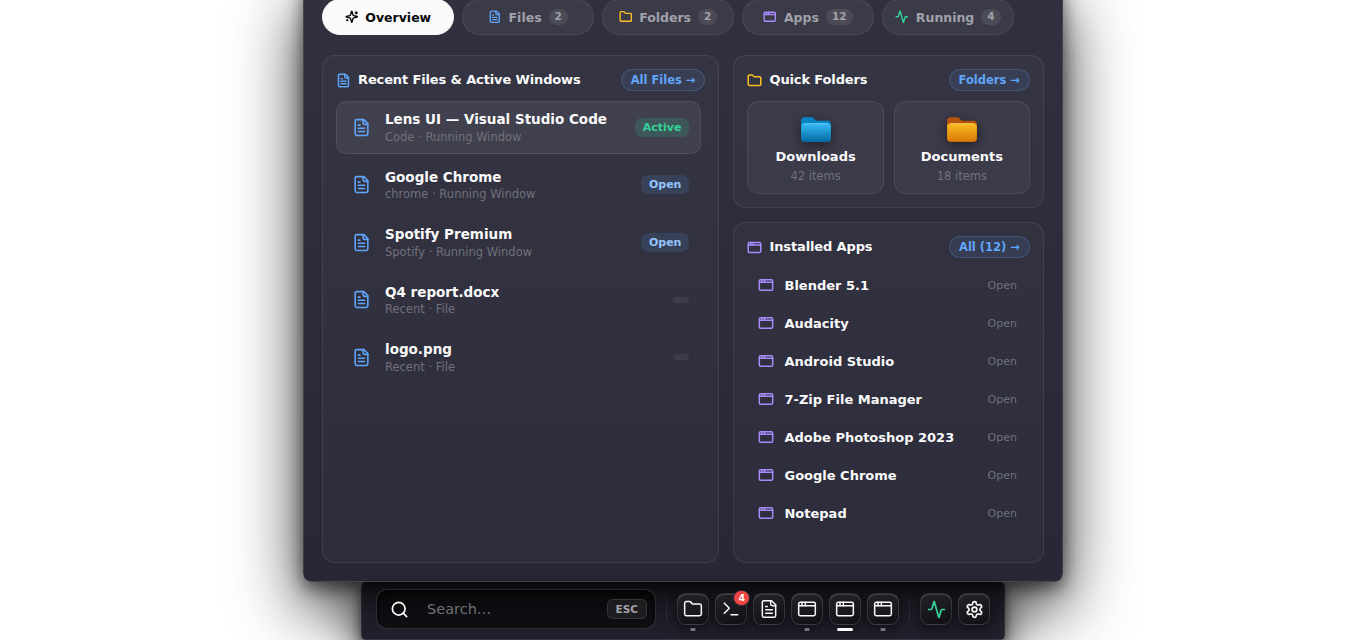 Overview
Files 2
Folders 2
Apps 12
Running 4
Recent Files & Active Windows
All Files →
Lens UI — Visual Studio Code
Code · Running Window
Active
Google Chrome
chrome · Running Window
Open
Spotify Premium
Spotify · Running Window
Open
Q4 report.docx
Recent · File
logo.png
Recent · File
Quick Folders
Folders →
Downloads
42 items
Documents
18 items
Installed Apps
All (12) →
Blender 5.1 Open
Audacity Open
Android Studio Open
7-Zip File Manager Open
Adobe Photoshop 2023 Open
Google Chrome Open
Notepad Open
Search...
ESC
4